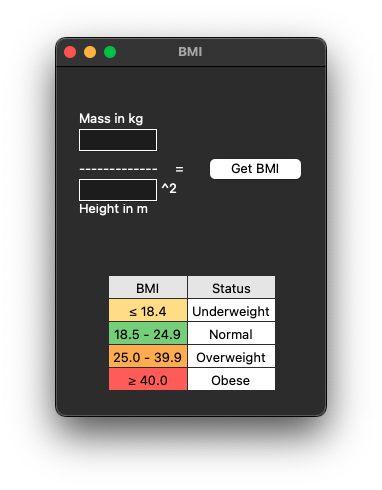 BMI
Mass in kg
------------- = Get BMI
^2
Height in m
BMI Status
≤ 18.4 Underweight
18.5 - 24.9 Normal
25.0 - 39.9 Overweight
≥ 40.0 Obese